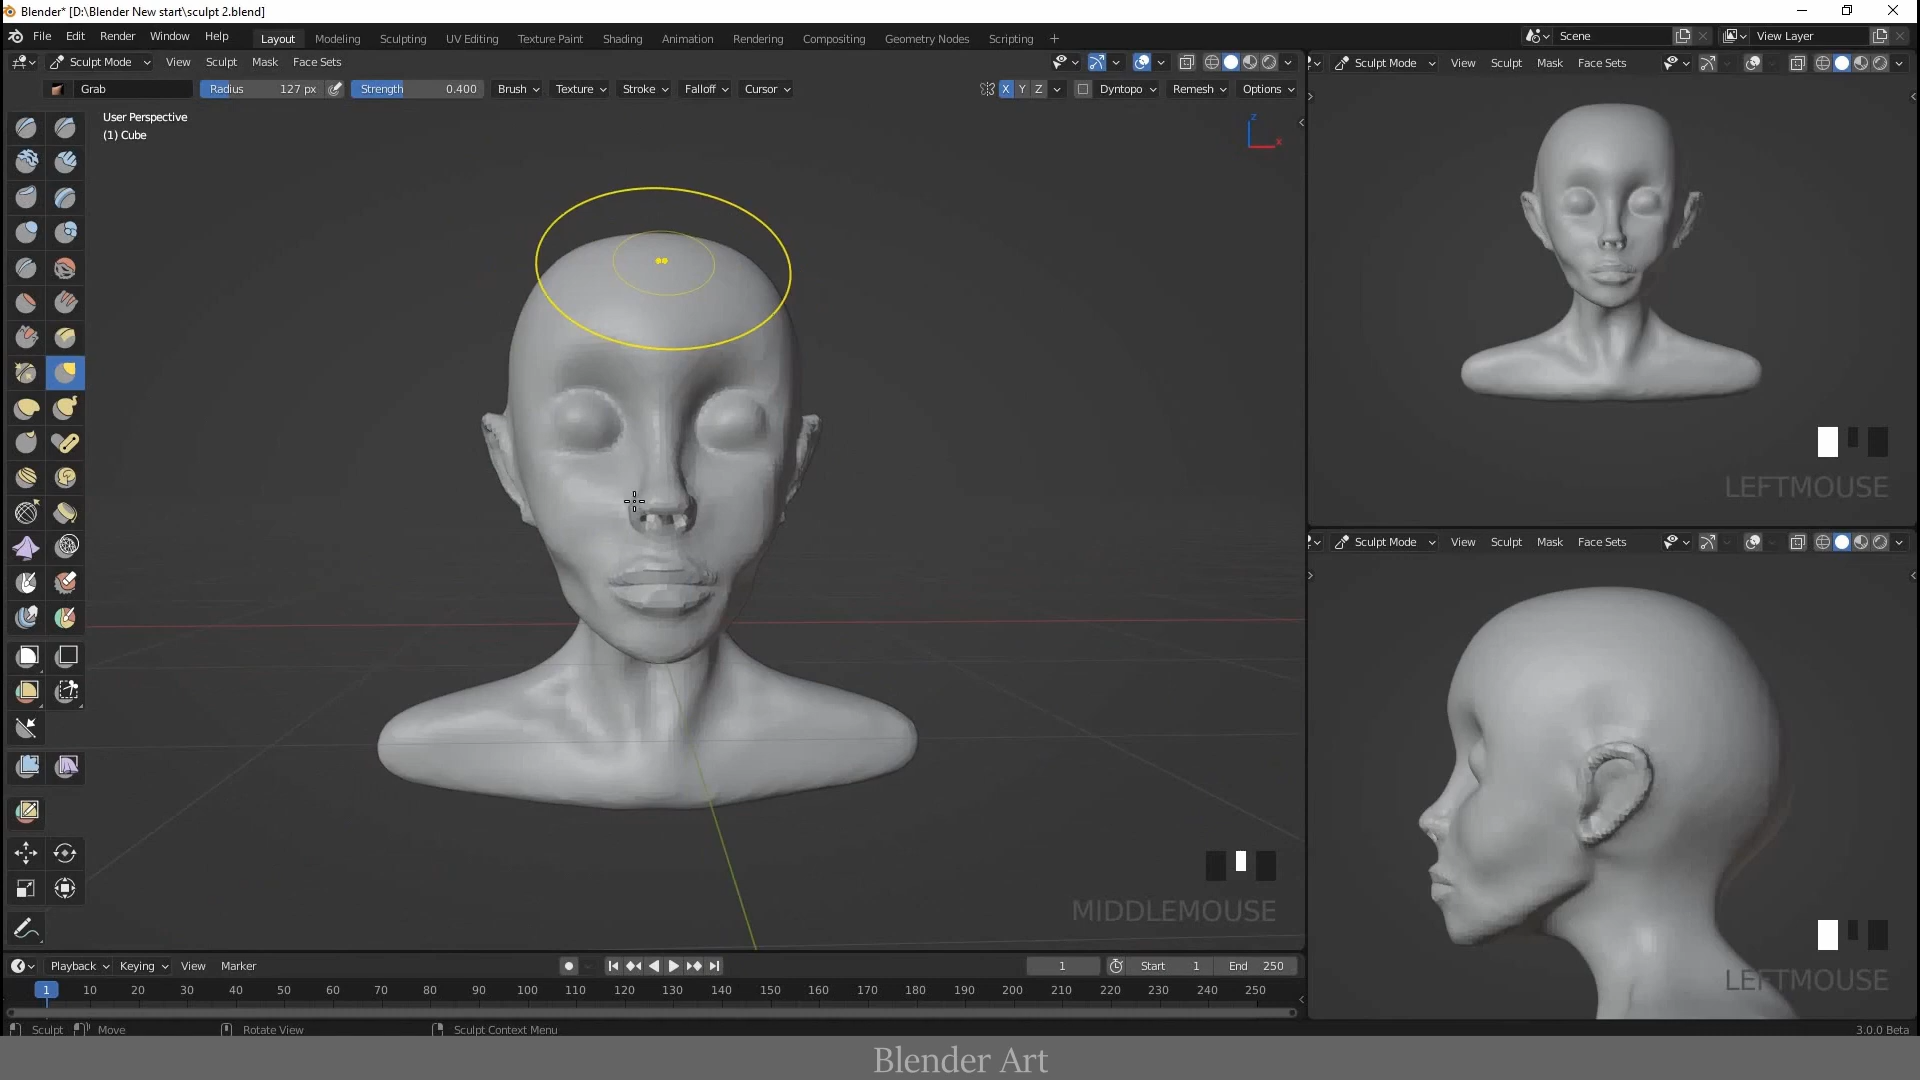 Blender* [D:\Blender New start\sculpt 2.blend]
File Edit Render Window Help Layout Modeling Sculpting UV Editing Texture Paint Shading Animation Rendering Compositing Geometry Nodes Scripting + Scene View Layer
Sculpt Mode View Sculpt Mask Face Sets
Grab Radius 127 px Strength 0.400 Brush Texture Stroke Falloff Cursor X Y Z Dyntopo Remesh Options
User Perspective
(1) Cube
Z
X
MIDDLEMOUSE
Sculpt Mode View Sculpt Mask Face Sets
LEFTMOUSE
Sculpt Mode View Sculpt Mask Face Sets
LEFTMOUSE
Playback Keying View Marker 1 Start 1 End 250
1 10 20 30 40 50 60 70 80 90 100 110 120 130 140 150 160 170 180 190 200 210 220 230 240 250
Sculpt Move Rotate View Sculpt Context Menu 3.0.0 Beta
Blender Art